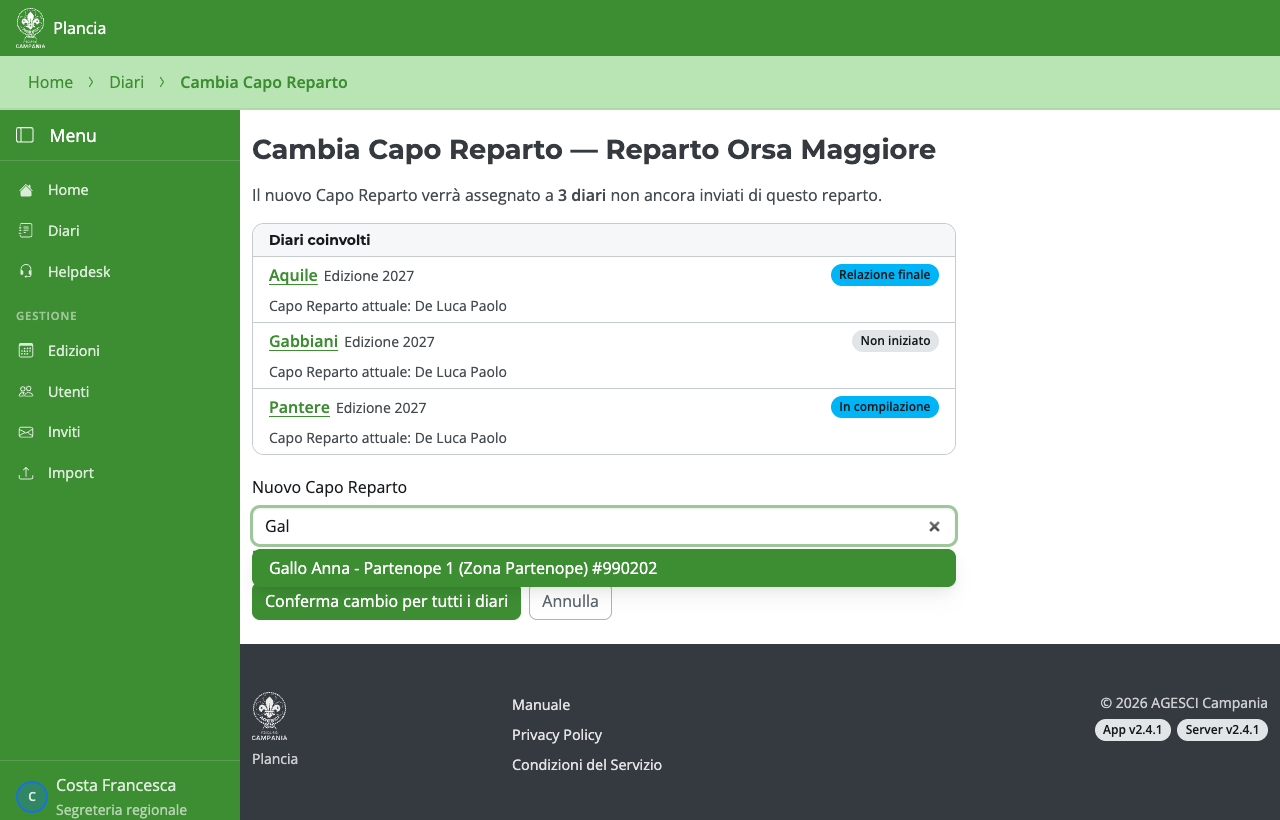 CAMPANIA
Plancia
Home > Diari > Cambia Capo Reparto
Menu
Home
Diari
Helpdesk
GESTIONE
Edizioni
Utenti
Inviti
Import
Costa Francesca
C
Segreteria regionale
Cambia Capo Reparto — Reparto Orsa Maggiore
Il nuovo Capo Reparto verrà assegnato a 3 diari non ancora inviati di questo reparto.
Diari coinvolti
Aquile Edizione 2027 Relazione finale
Capo Reparto attuale: De Luca Paolo
Gabbiani Edizione 2027 Non iniziato
Capo Reparto attuale: De Luca Paolo
Pantere Edizione 2027 In compilazione
Capo Reparto attuale: De Luca Paolo
Nuovo Capo Reparto
Gal
Gallo Anna - Partenope 1 (Zona Partenope) #990202
Conferma cambio per tutti i diari Annulla
CAMPANIA
Plancia
Manuale
Privacy Policy
Condizioni del Servizio
© 2026 AGESCI Campania
App v2.4.1 Server v2.4.1